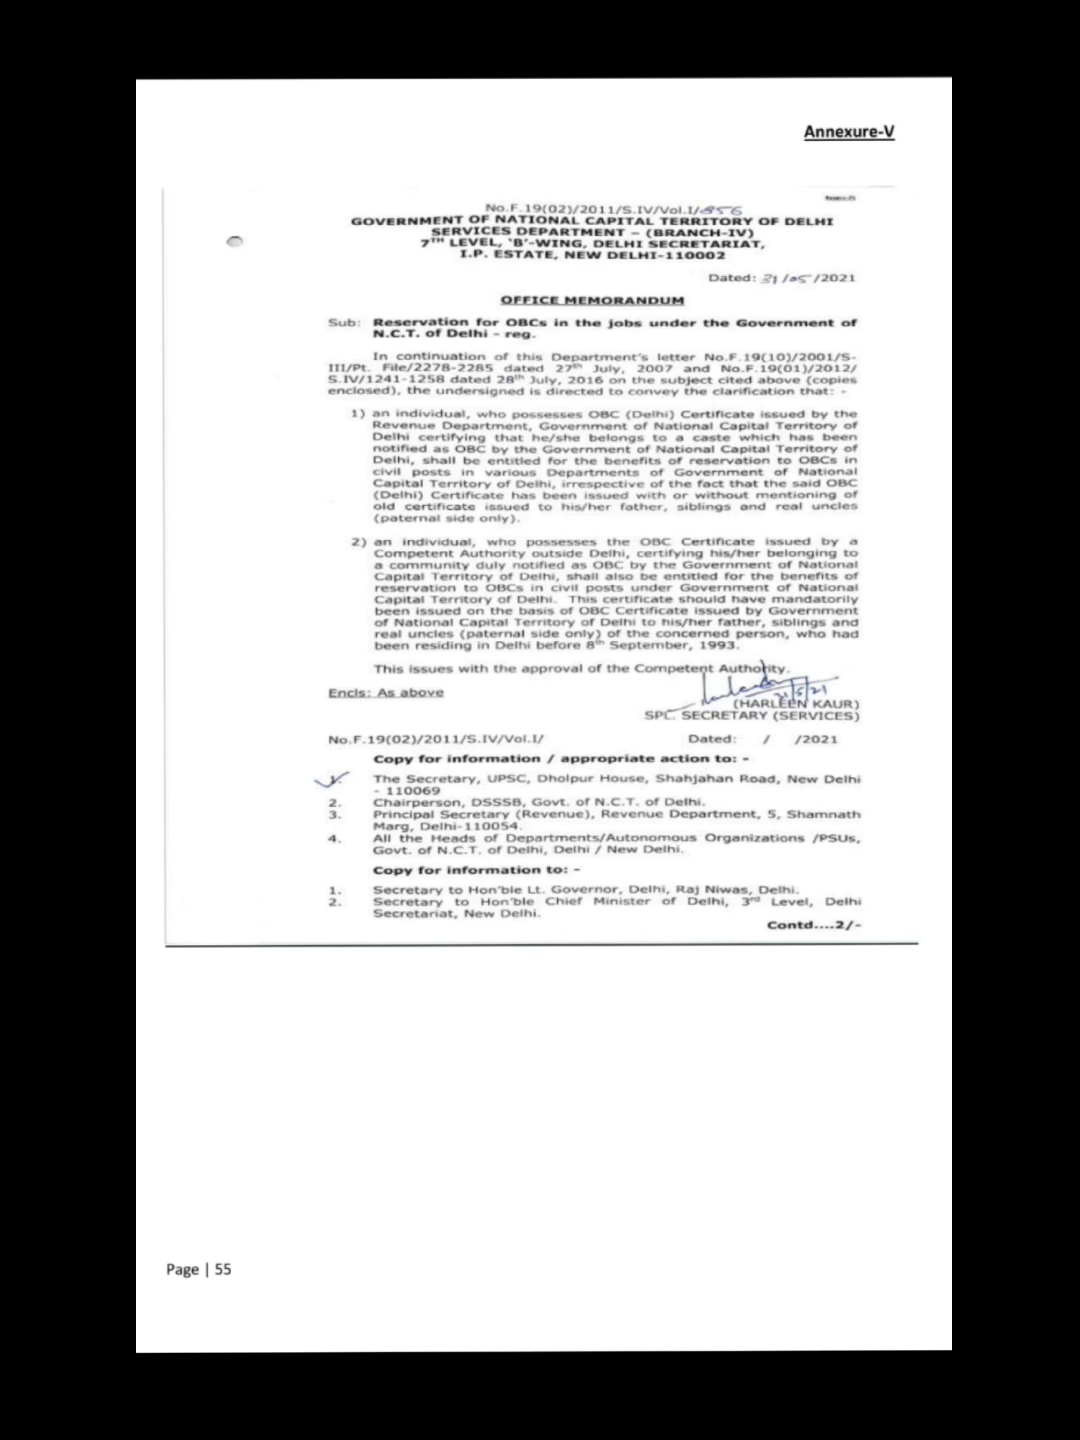 Annexure-V
No.F.19(02)/2011/S.IV/Vol.I/856
GOVERNMENT OF NATIONAL CAPITAL TERRITORY OF DELHI
SERVICES DEPARTMENT – (BRANCH-IV)
7TH LEVEL, 'B'-WING, DELHI SECRETARIAT,
I.P. ESTATE, NEW DELHI-110002
Dated: 31/05/2021
OFFICE MEMORANDUM
Sub: Reservation for OBCs in the jobs under the Government of
N.C.T. of Delhi - reg.
In continuation of this Department's letter No.F.19(10)/2001/S-
III/Pt. File/2278-2285 dated 27th July, 2007 and No.F.19(01)/2012/
S.IV/1241-1258 dated 28th July, 2016 on the subject cited above (copies
enclosed), the undersigned is directed to convey the clarification that: -
1) an individual, who possesses OBC (Delhi) Certificate issued by the
Revenue Department, Government of National Capital Territory of
Delhi certifying that he/she belongs to a caste which has been
notified as OBC by the Government of National Capital Territory of
Delhi, shall be entitled for the benefits of reservation to OBCs in
civil posts in various Departments of Government of National
Capital Territory of Delhi, irrespective of the fact that the said OBC
(Delhi) Certificate has been issued with or without mentioning of
old certificate issued to his/her father, siblings and real uncles
(paternal side only).
2) an individual, who possesses the OBC Certificate issued by a
Competent Authority outside Delhi, certifying his/her belonging to
a community duly notified as OBC by the Government of National
Capital Territory of Delhi, shall also be entitled for the benefits of
reservation to OBCs in civil posts under Government of National
Capital Territory of Delhi. This certificate should have mandatorily
been issued on the basis of OBC Certificate issued by Government
of National Capital Territory of Delhi to his/her father, siblings and
real uncles (paternal side only) of the concerned person, who had
been residing in Delhi before 8th September, 1993.
This issues with the approval of the Competent Authority.
31/5/21
Encls: As above
(HARLEEN KAUR)
SPL. SECRETARY (SERVICES)
No.F.19(02)/2011/S.IV/Vol.I/ Dated: / /2021
Copy for information / appropriate action to: -
1. The Secretary, UPSC, Dholpur House, Shahjahan Road, New Delhi
- 110069
2. Chairperson, DSSSB, Govt. of N.C.T. of Delhi.
3. Principal Secretary (Revenue), Revenue Department, 5, Shamnath
Marg, Delhi-110054.
4. All the Heads of Departments/Autonomous Organizations /PSUs,
Govt. of N.C.T. of Delhi, Delhi / New Delhi.
Copy for information to: -
1. Secretary to Hon'ble Lt. Governor, Delhi, Raj Niwas, Delhi.
2. Secretary to Hon'ble Chief Minister of Delhi, 3rd Level, Delhi
Secretariat, New Delhi.
Contd....2/-
Page | 55